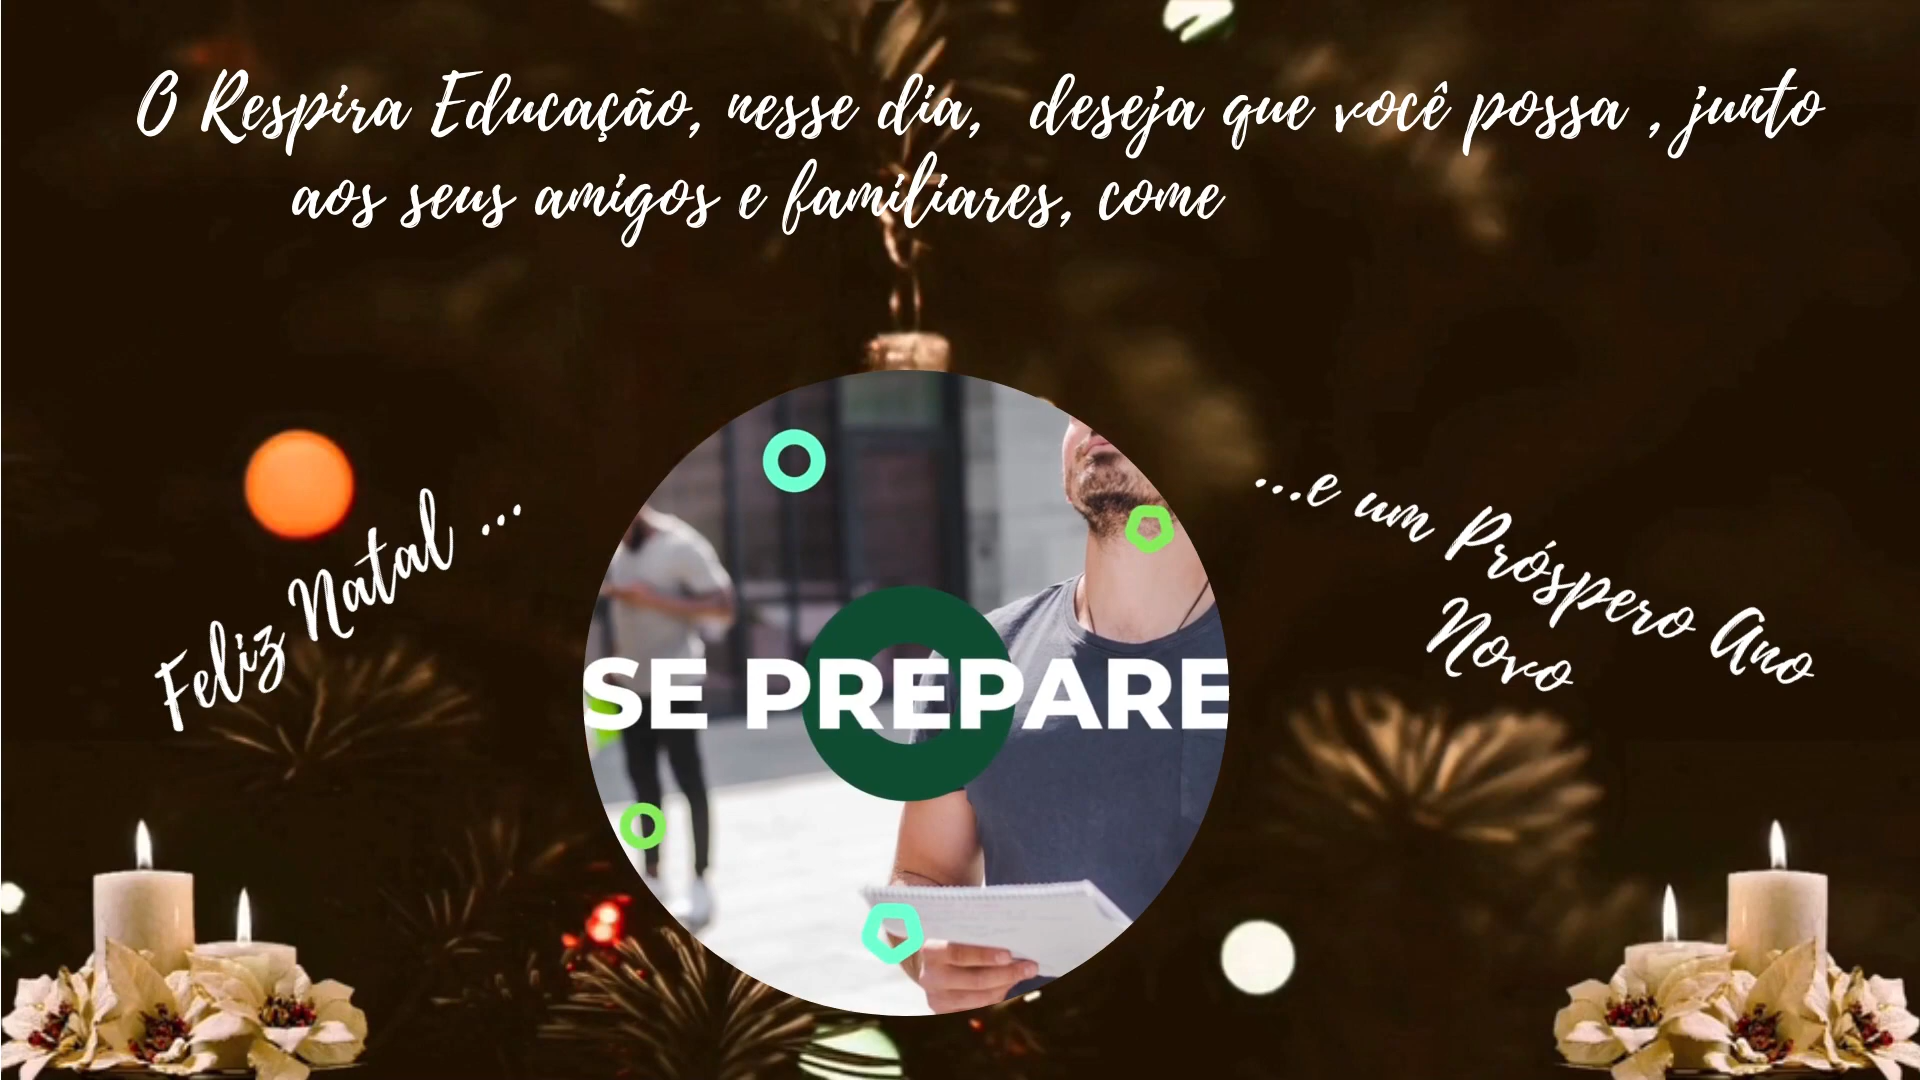 O Respira Educação, nesse dia, deseja que você possa , junto
aos seus amigos e familiares, come
Feliz Natal ...
...e um Próspero Ano
Novo
SE PREPARE